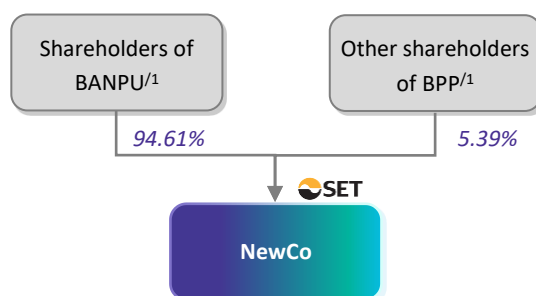 Shareholders of
BANPU/1
Other shareholders
of BPP/1
94.61%
5.39%
SET
NewCo